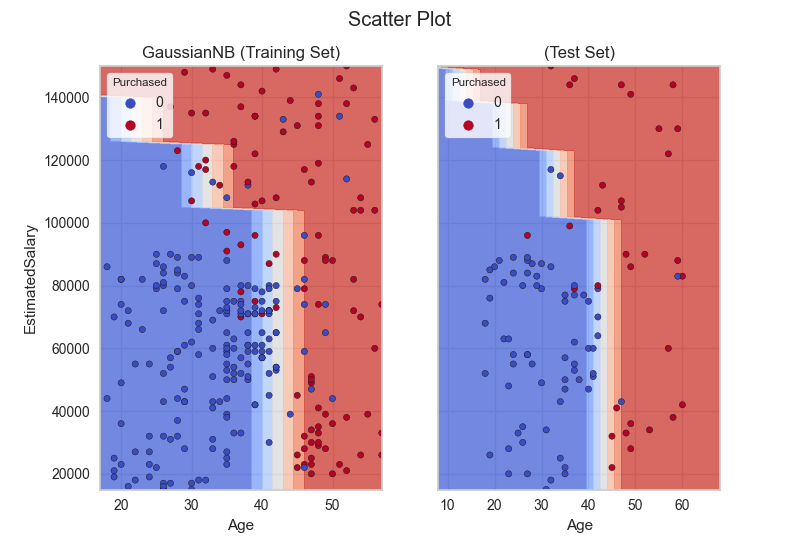 Scatter Plot
GaussianNB (Training Set)
(Test Set)
Purchased
0
1
Purchased
0
1
140000
120000
100000
80000
60000
40000
20000
EstimatedSalary
20
30
40
50
10
20
30
40
50
60
Age
Age